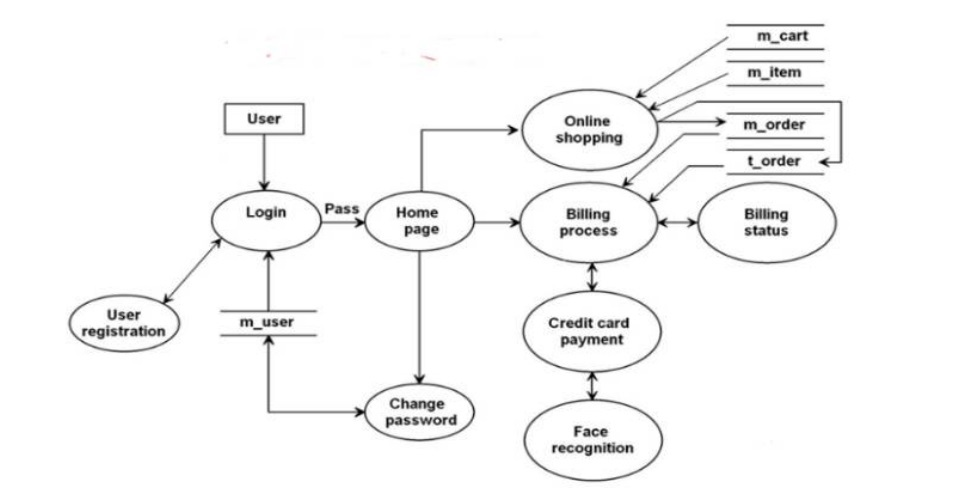 m_cart
m_item
User
Online
shopping
m_order
t_order
Login
Pass
Home
page
Billing
process
Billing
status
User
registration
m_user
Credit card
payment
Change
password
Face
recognition